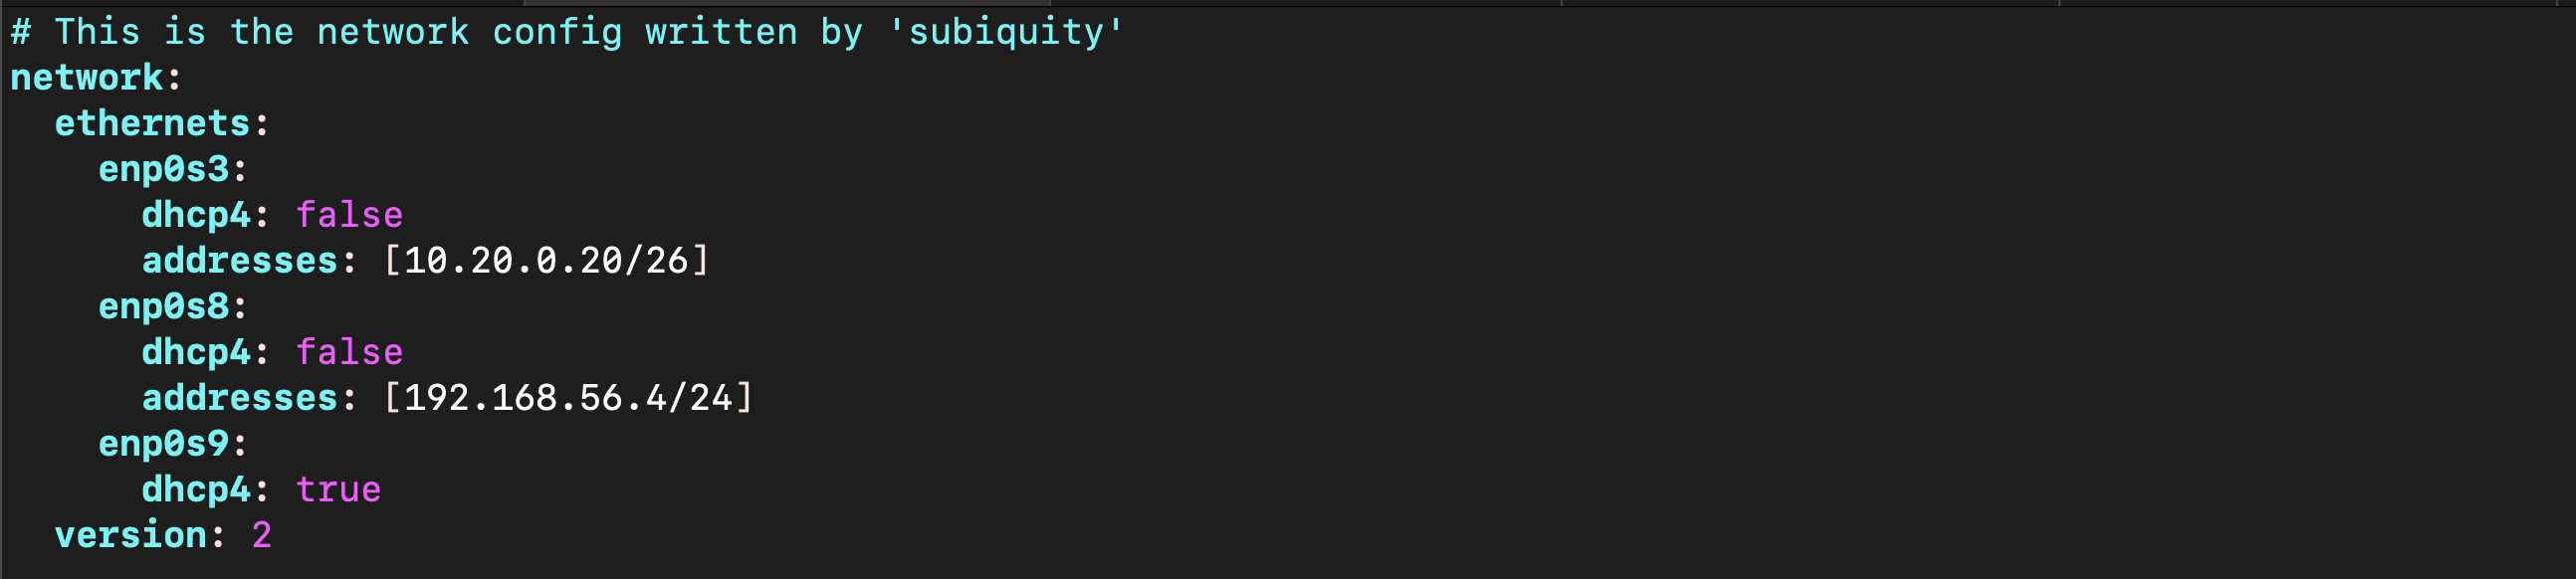 # This is the network config written by 'subiquity'
network:
  ethernets:
    enp0s3:
      dhcp4: false
      addresses: [10.20.0.20/26]
    enp0s8:
      dhcp4: false
      addresses: [192.168.56.4/24]
    enp0s9:
      dhcp4: true
  version: 2